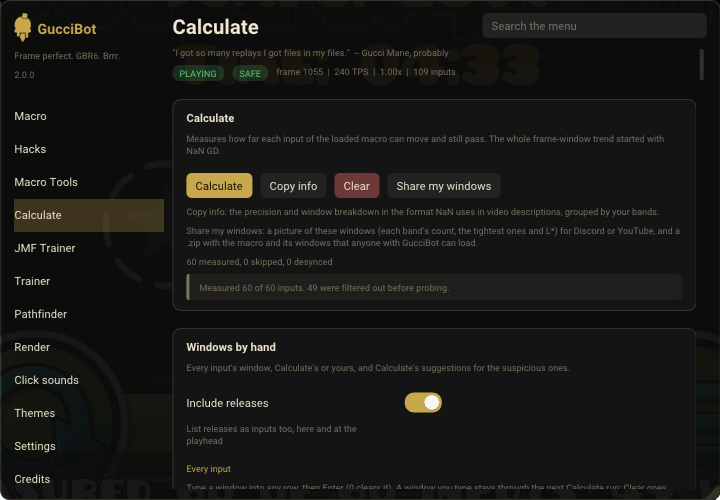 GucciBot
Frame perfect. GBR6. Brrr.
2.0.0
Macro
Hacks
Macro Tools
Calculate
JMF Trainer
Trainer
Pathfinder
Render
Click sounds
Themes
Settings
Credits
Calculate
Search the menu
"I got so many replays I got files in my files." – Gucci Mane, probably
PLAYING SAFE frame 1055 | 240 TPS | 1.00x | 109 inputs
Calculate
Measures how far each input of the loaded macro can move and still pass. The whole frame-window trend started with
NaN GD.
Calculate Copy info Clear Share my windows
Copy info: the precision and window breakdown in the format NaN uses in video descriptions, grouped by your bands.
Share my windows: a picture of these windows (each band's count, the tightest ones and L*) for Discord or YouTube, and a
.zip with the macro and its windows that anyone with GucciBot can load.
60 measured, 0 skipped, 0 desynced
Measured 60 of 60 inputs. 49 were filtered out before probing.
Windows by hand
Every input's window, Calculate's or yours, and Calculate's suggestions for the suspicious ones.
Include releases
List releases as inputs too, here and at the
playhead
Every input
Type a window into any row, then Enter (0 clears it). A window you type stays through the next Calculate run; Clear goes